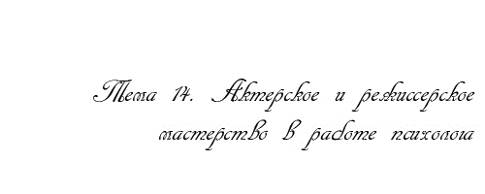 Тема 14. Актерское и режиссерское
мастерство в работе психолога